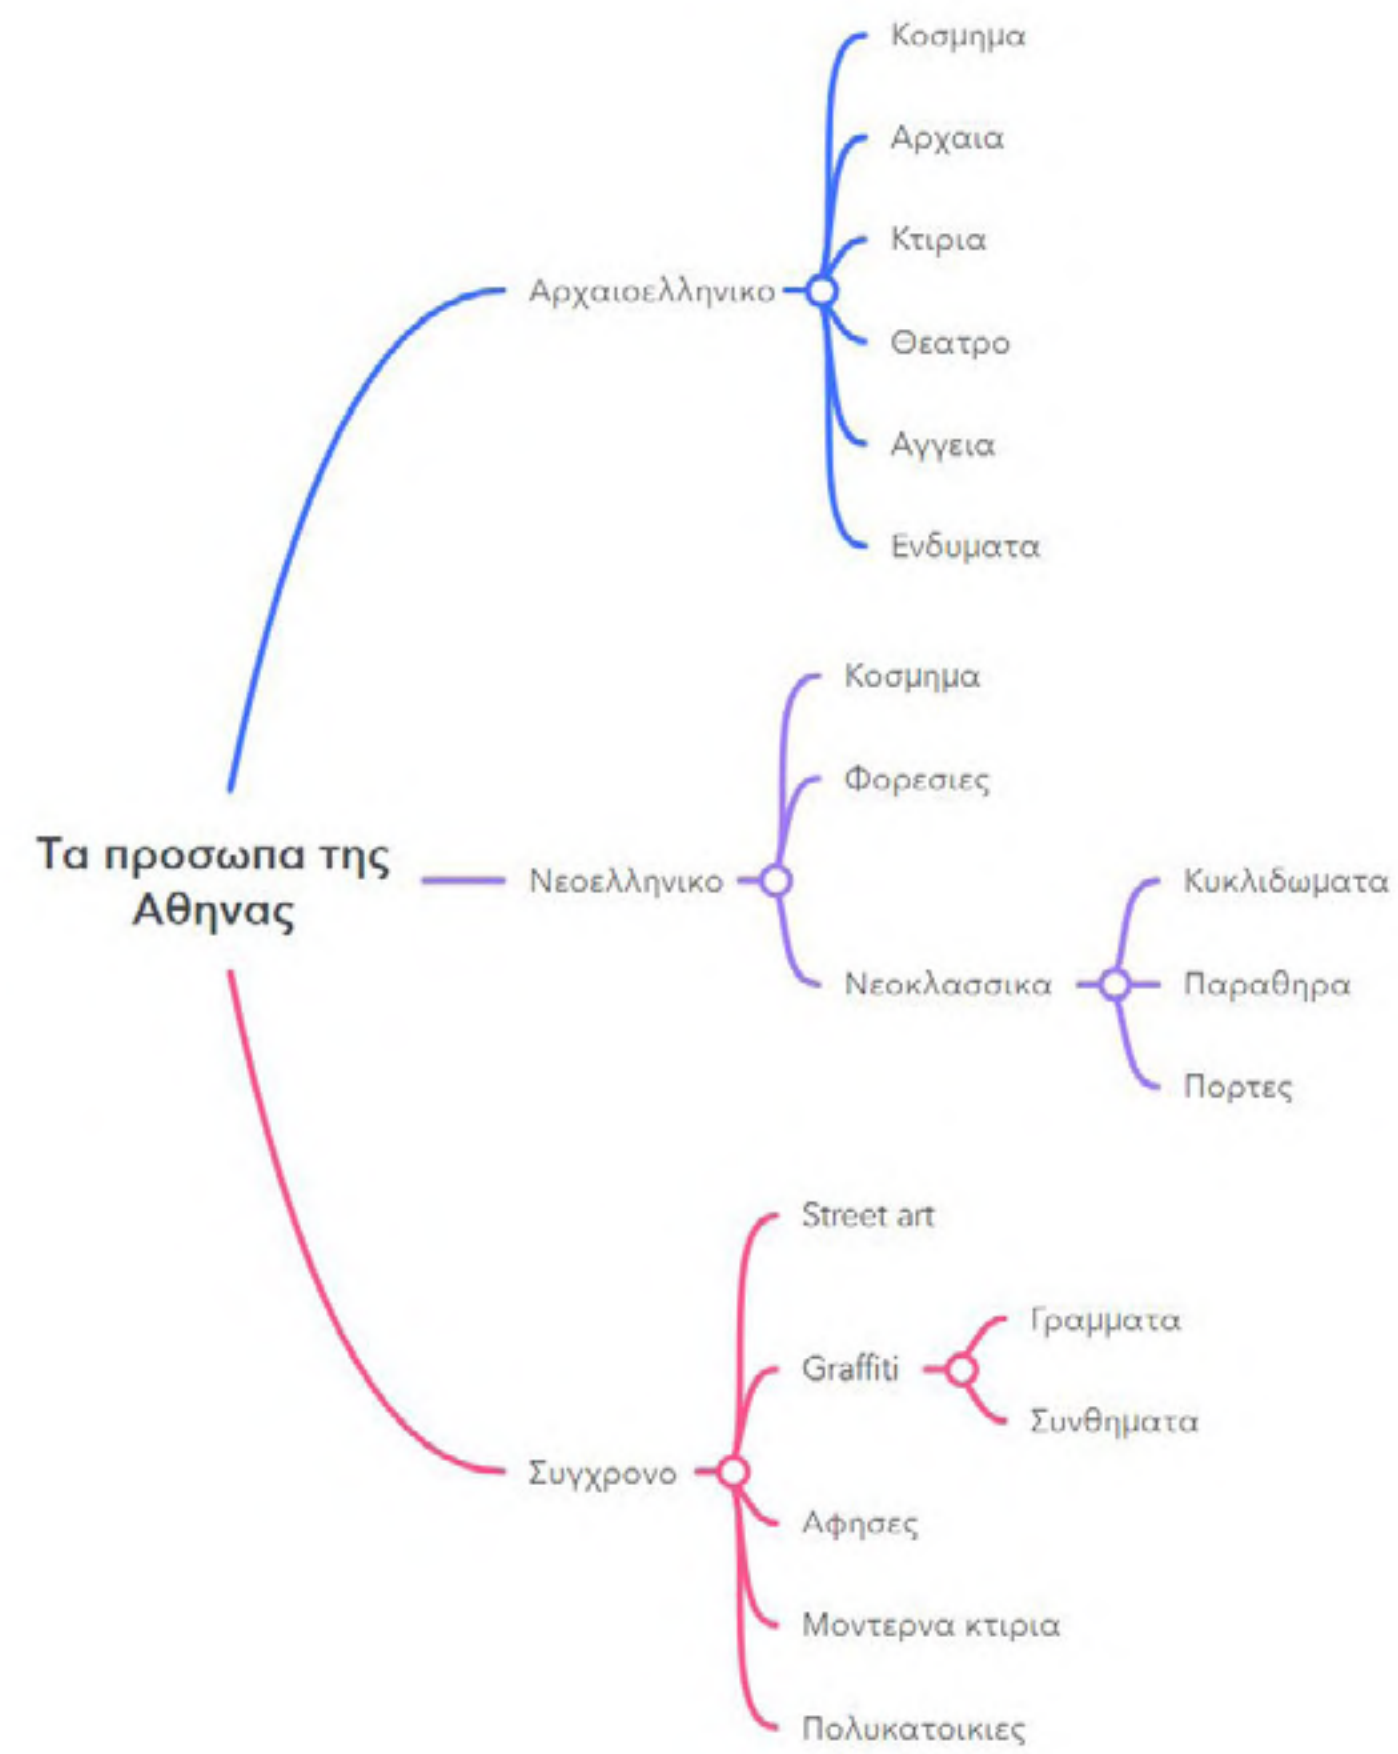 Κοσμημα
Αρχαια
Κτιρια
Αρχαιοελληνικο
Θεατρο
Αγγεια
Ενδυματα
Κοσμημα
Φορεσιες
Τα προσωπα της
Αθηνας
Νεοελληνικο
Κυκλιδωματα
Νεοκλασσικα
Παραθηρα
Πορτες
Street art
Γραμματα
Graffiti
Συνθηματα
Συγχρονο
Αφησες
Μοντερνα κτιρια
Πολυκατοικιες